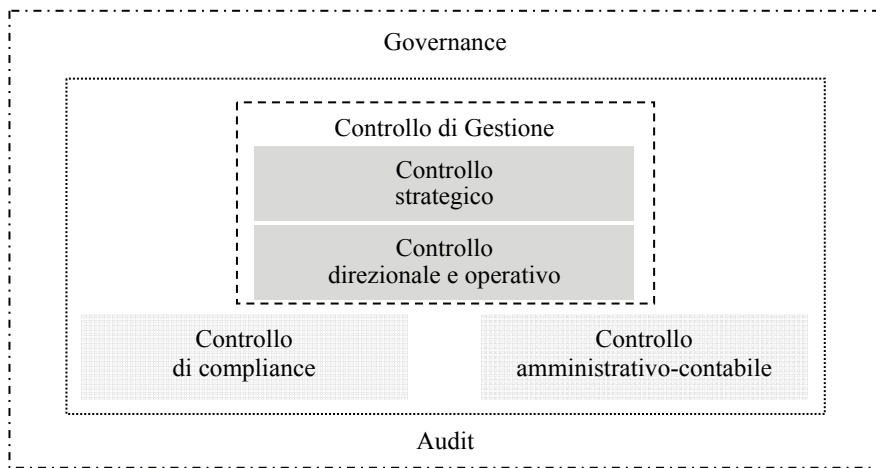 Governance
Controllo di Gestione
Controllo
strategico
Controllo
direzionale e operativo
Controllo
di compliance
Controllo
amministrativo-contabile
Audit